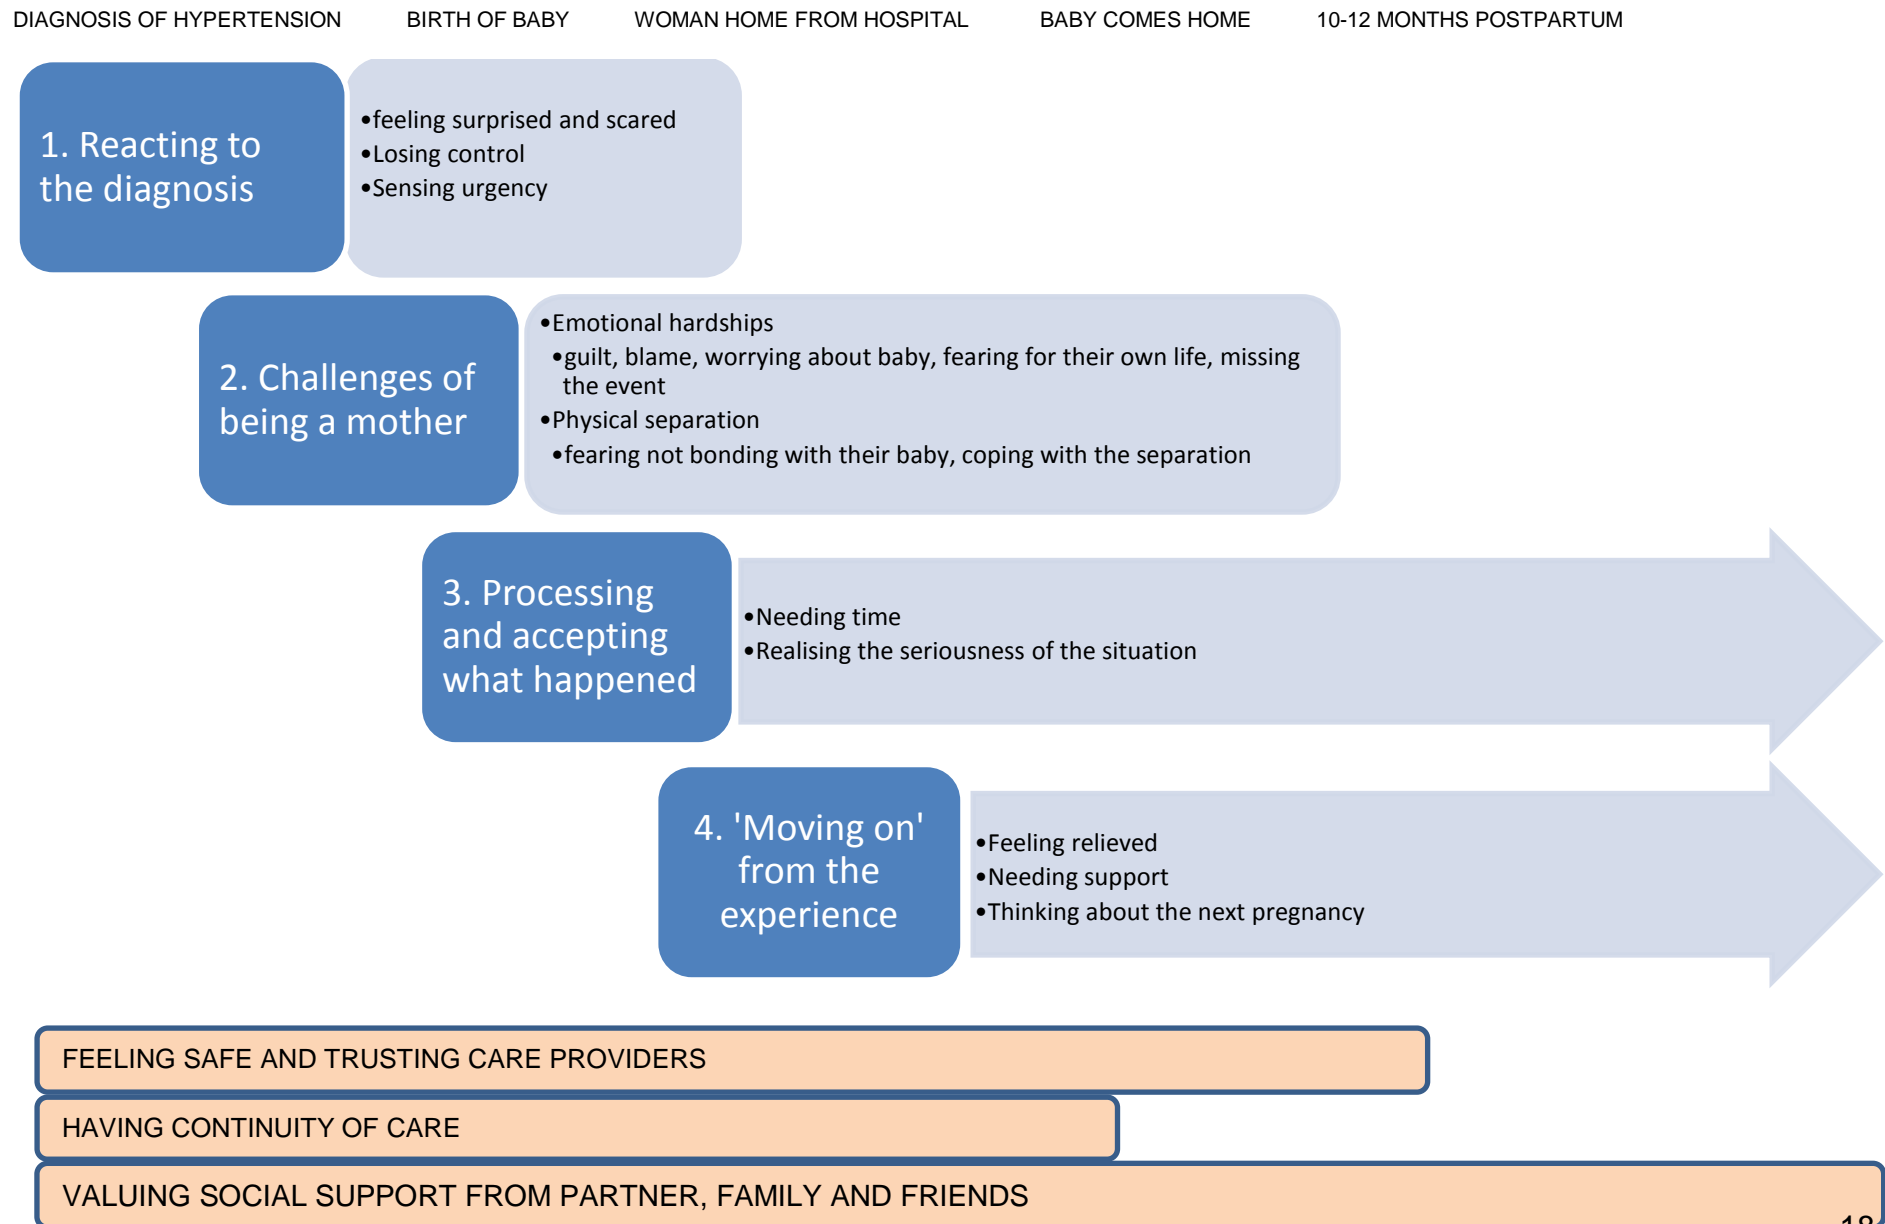 DIAGNOSIS OF HYPERTENSION BIRTH OF BABY WOMAN HOME FROM HOSPITAL BABY COMES HOME 10-12 MONTHS POSTPARTUM
1. Reacting to
the diagnosis
•feeling surprised and scared
•Losing control
•Sensing urgency
2. Challenges of
being a mother
•Emotional hardships
•guilt, blame, worrying about baby, fearing for their own life, missing
the event
•Physical separation
•fearing not bonding with their baby, coping with the separation
3. Processing
and accepting
what happened
•Needing time
•Realising the seriousness of the situation
4. 'Moving on'
from the
experience
•Feeling relieved
•Needing support
•Thinking about the next pregnancy
FEELING SAFE AND TRUSTING CARE PROVIDERS
HAVING CONTINUITY OF CARE
VALUING SOCIAL SUPPORT FROM PARTNER, FAMILY AND FRIENDS